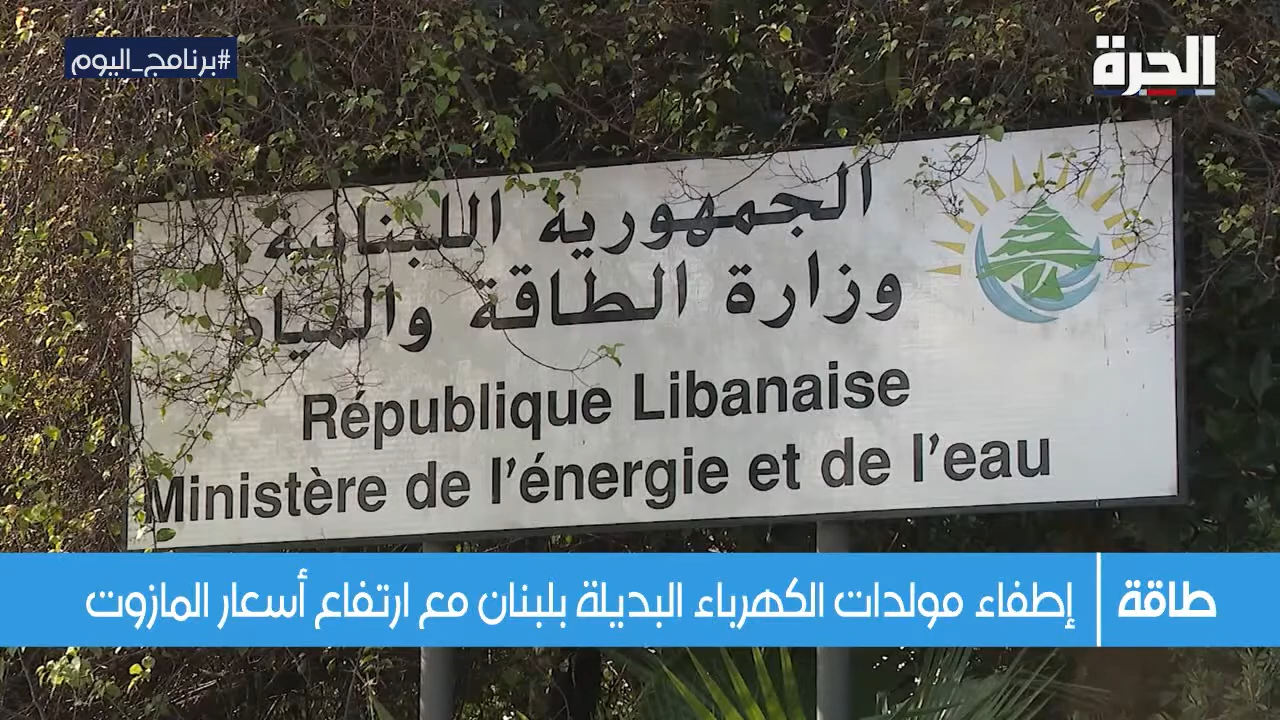 #برنامج_اليوم
الحرة
الجمهورية اللبنانية
وزارة الطاقة والمياه
République Libanaise
Ministère de l'énergie et de l'eau
طاقة | إطفاء مولدات الكهرباء البديلة بلبنان مع ارتفاع أسعار المازوت